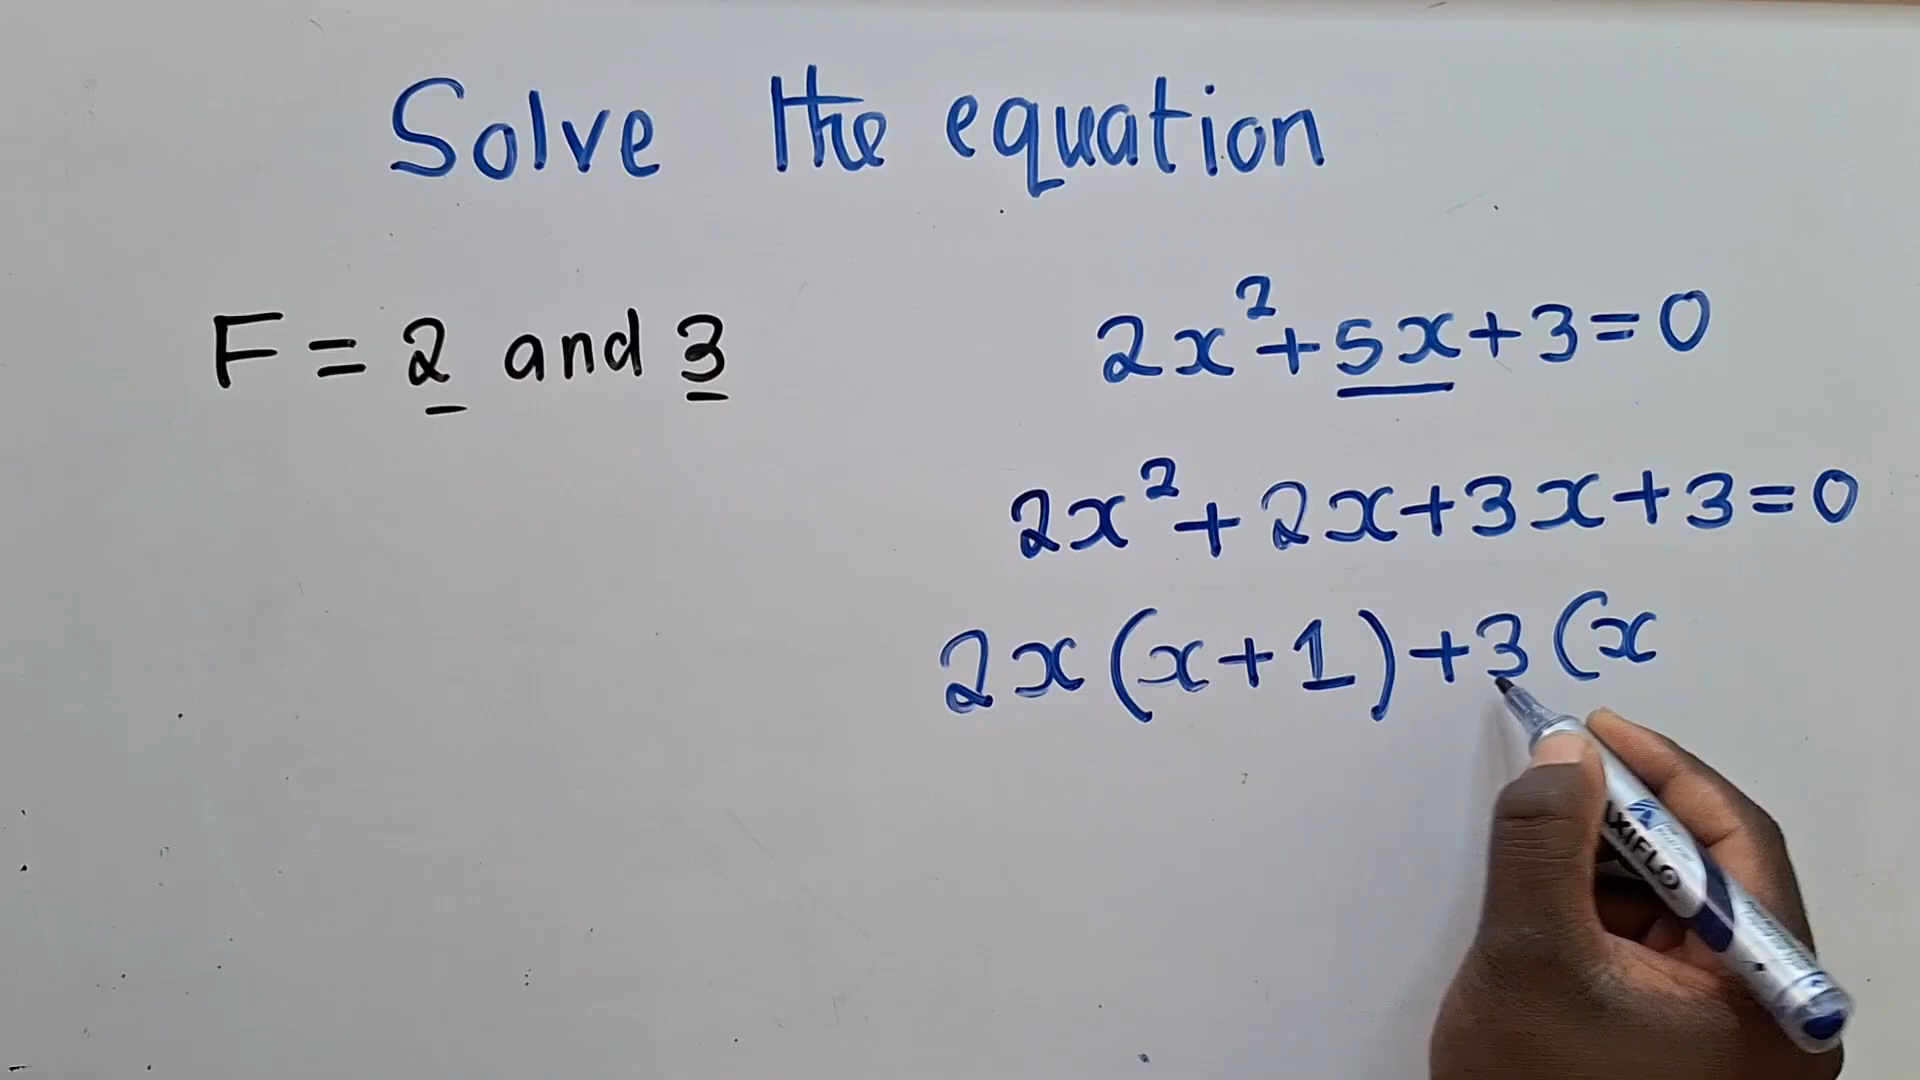 Solve the equation
F = 2 and 3
2x²+5x+3=0
2x²+2x+3x+3=0
2x(x+1)+3(x